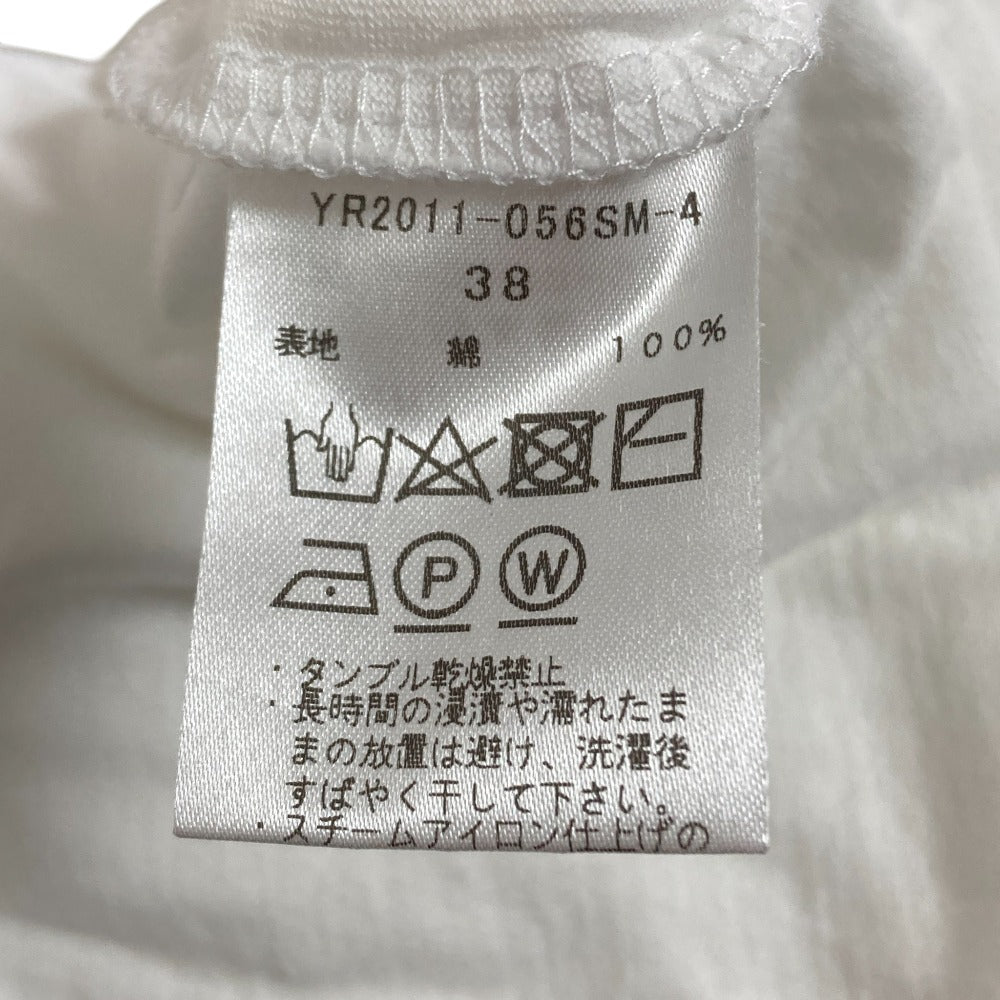 YR2011-056SM-4
38
表地 綿 100%
P W
・タンブル乾燥禁止
・長時間の浸漬や濡れたま
まの放置は避け、洗濯後
すばやく干して下さい。
・スチームアイロン仕上げの